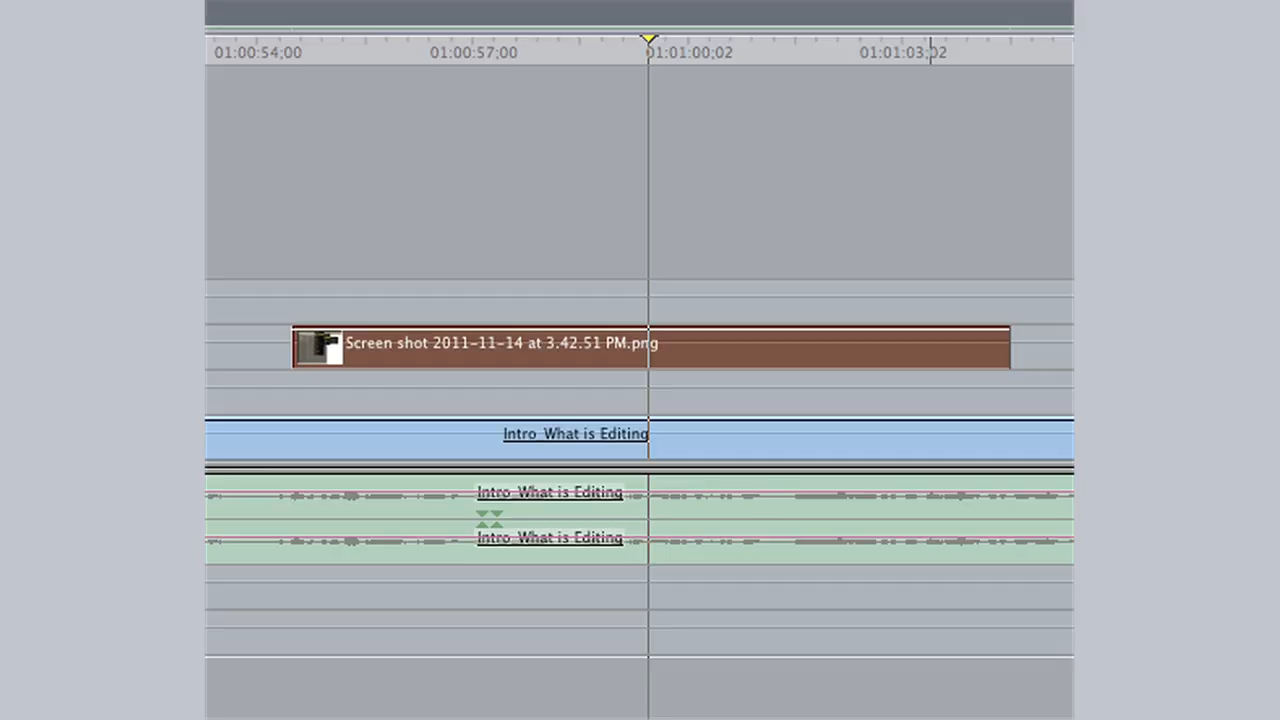 01:00:54;00 01:00:57;00 01:01:00;02 01:01:03;02
Screen shot 2011-11-14 at 3.42.51 PM.png
Intro_What is Editing
Intro_What is Editing
Intro_What is Editing